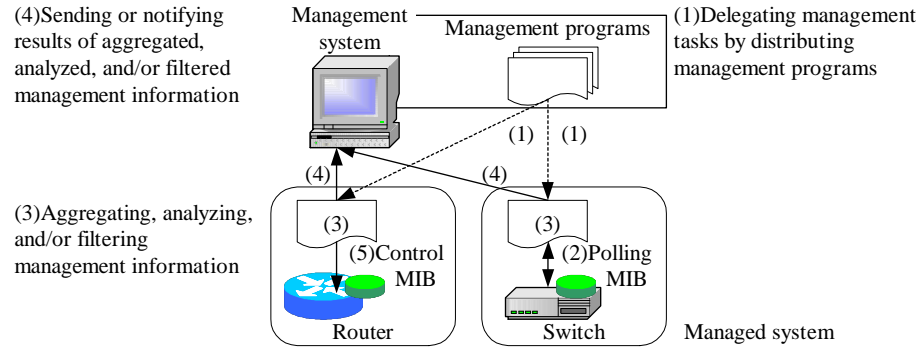 (4)Sending or notifying
results of aggregated,
analyzed, and/or filtered
management information
Management
system
Management programs
(1)Delegating management
tasks by distributing
management programs
(1)
(1)
(4)
(4)
(3)Aggregating, analyzing,
and/or filtering
management information
(3)
(3)
(5)Control
MIB
(2)Polling
MIB
Router
Switch
Managed system